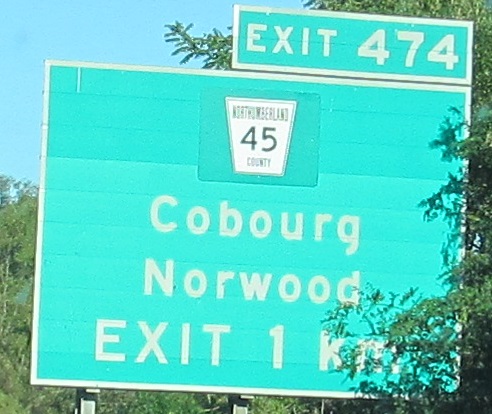 EXIT 474
NORTHUMBERLAND
45
COUNTY
Cobourg
Norwood
EXIT 1 km